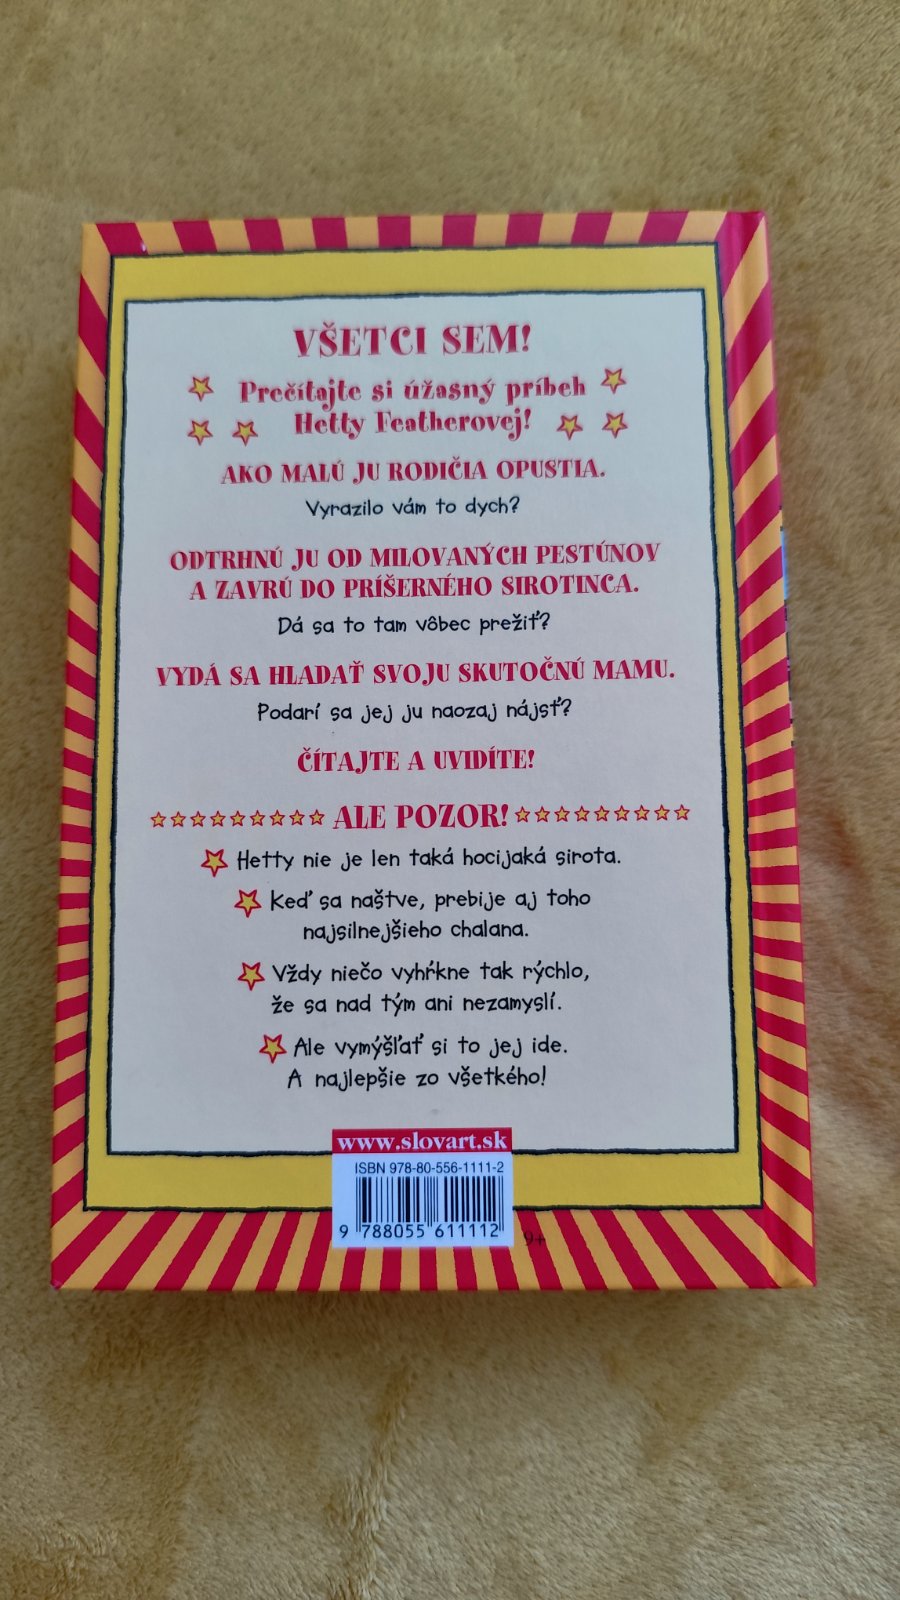 VŠETCI SEM!
Prečítajte si úžasný príbeh
Hetty Featherovej!
AKO MALÚ JU RODIČIA OPUSTIA.
Vyrazilo vám to dych?
ODTRHNÚ JU OD MILOVANÝCH PESTÚNOV
A ZAVRÚ DO PRÍŠERNÉHO SIROTINCA.
Dá sa to tam vôbec prežiť?
VYDÁ SA HĽADAŤ SVOJU SKUTOČNÚ MAMU.
Podarí sa jej ju naozaj nájsť?
ČÍTAJTE A UVIDÍTE!
ALE POZOR!
Hetty nie je len taká hocijaká sirota.
Keď sa naštve, prebije aj toho
najsilnejšieho chalana.
Vždy niečo vyhŕkne tak rýchlo,
že sa nad tým ani nezamyslí.
Ale vymýšľať si to jej ide.
A najlepšie zo všetkého!
www.slovart.sk
ISBN 978-80-556-1111-2
9 788055 611112
9+